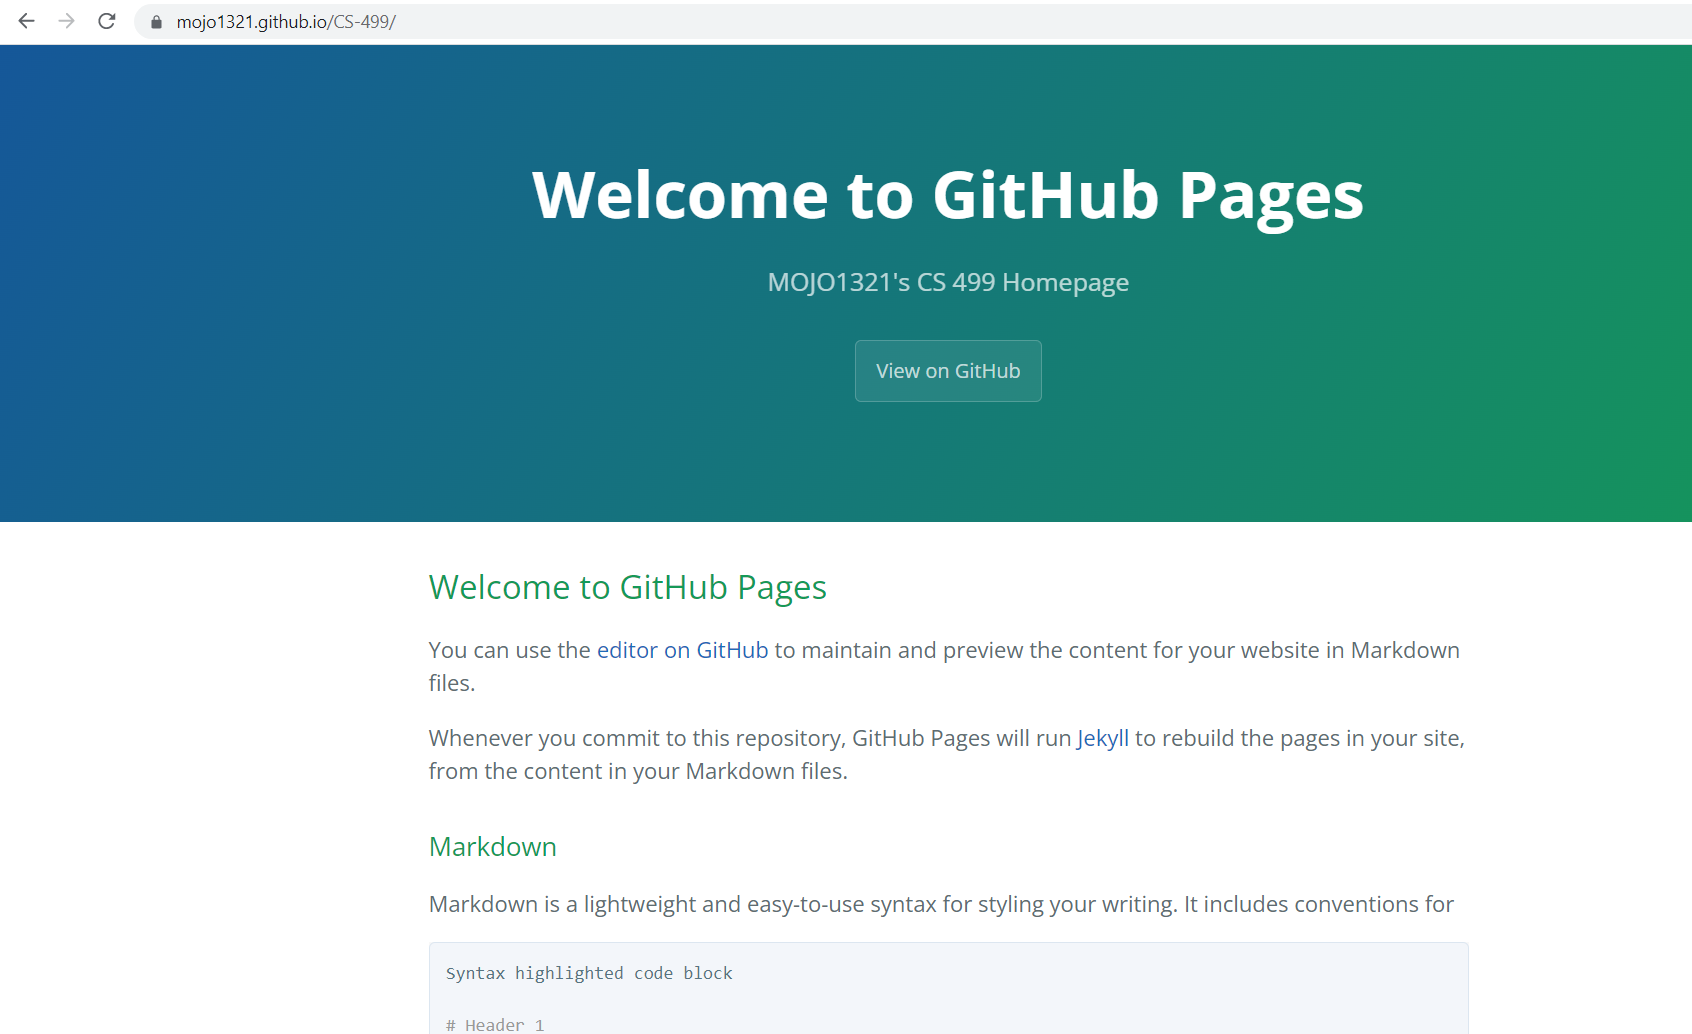 mojo1321.github.io/CS-499/
Welcome to GitHub Pages
MOJO1321's CS 499 Homepage
View on GitHub
Welcome to GitHub Pages
You can use the editor on GitHub to maintain and preview the content for your website in Markdown
files.
Whenever you commit to this repository, GitHub Pages will run Jekyll to rebuild the pages in your site,
from the content in your Markdown files.
Markdown
Markdown is a lightweight and easy-to-use syntax for styling your writing. It includes conventions for
Syntax highlighted code block
# Header 1